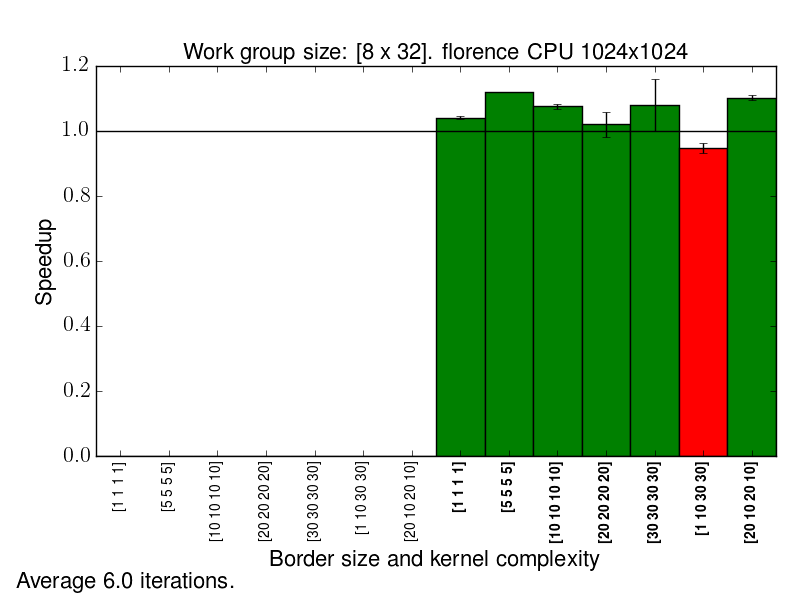 Work group size: [8 x 32]. florence CPU 1024x1024
1.2
1.0
0.8
0.6
0.4
0.2
0.0
Speedup
[1 1 1 1]
[5 5 5 5]
[10 10 10 10]
[20 20 20 20]
[30 30 30 30]
[1 10 30 30]
[20 10 20 10]
[1 1 1 1]
[5 5 5 5]
[10 10 10 10]
[20 20 20 20]
[30 30 30 30]
[1 10 30 30]
[20 10 20 10]
Border size and kernel complexity
Average 6.0 iterations.